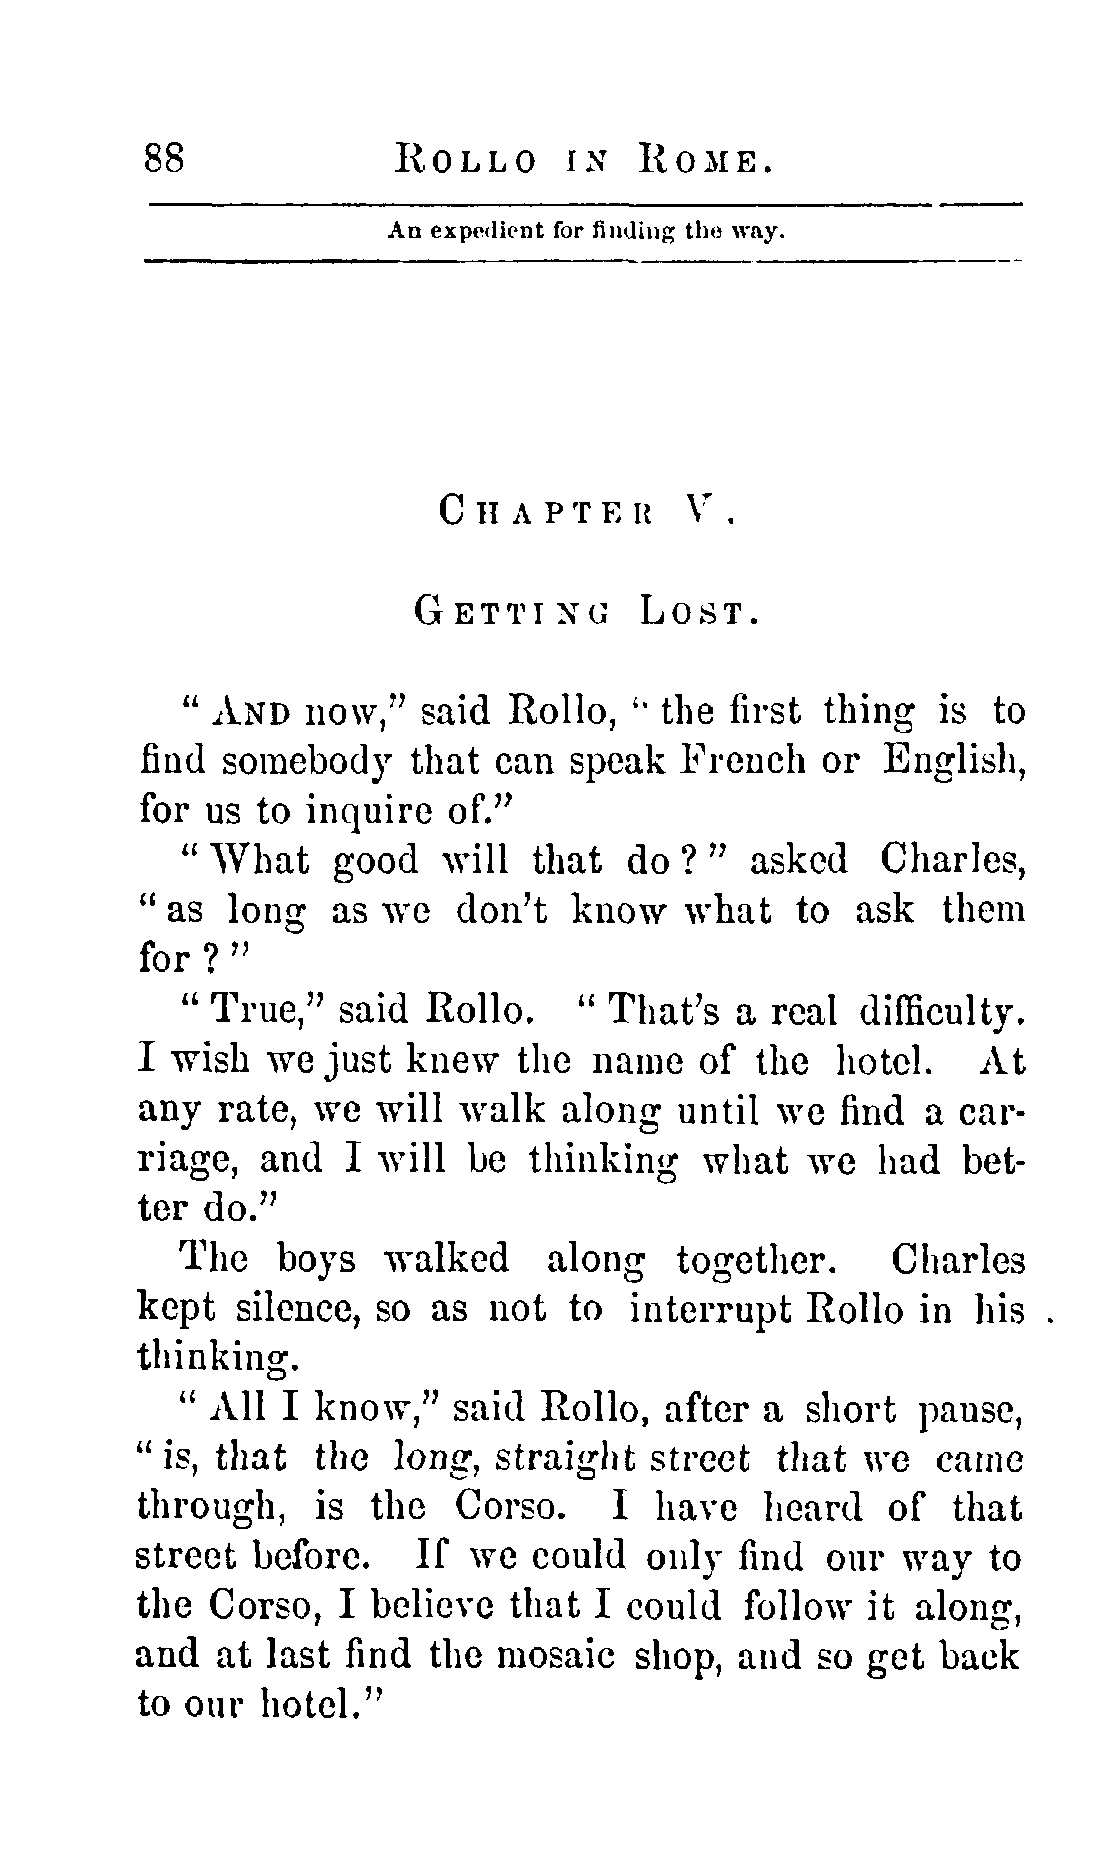 88 ROLLO IN ROME.
An expedient for finding the way.
CHAPTER V.
GETTING LOST.
“ AND now,” said Rollo, “ the first thing is to
find somebody that can speak French or English,
for us to inquire of.”
“ What good will that do ? ” asked Charles,
“ as long as we don’t know what to ask them
for ? ”
“ True,” said Rollo. “ That’s a real difficulty.
I wish we just knew the name of the hotel. At
any rate, we will walk along until we find a car-
riage, and I will be thinking what we had bet-
ter do.”
The boys walked along together. Charles
kept silence, so as not to interrupt Rollo in his
thinking.
“ All I know,” said Rollo, after a short pause,
“ is, that the long, straight street that we came
through, is the Corso. I have heard of that
street before. If we could only find our way to
the Corso, I believe that I could follow it along,
and at last find the mosaic shop, and so get back
to our hotel.”